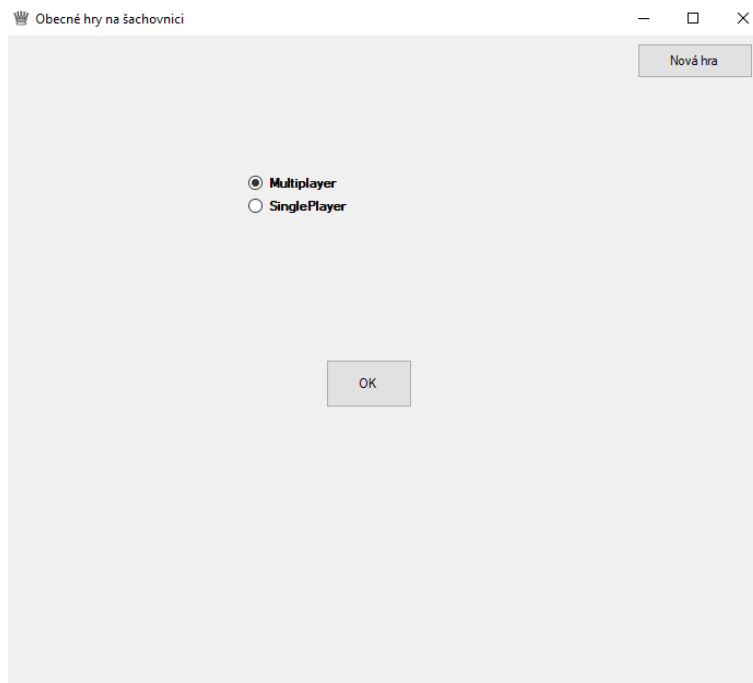 Obecné hry na šachovnici
Nová hra
Multiplayer
SinglePlayer
OK